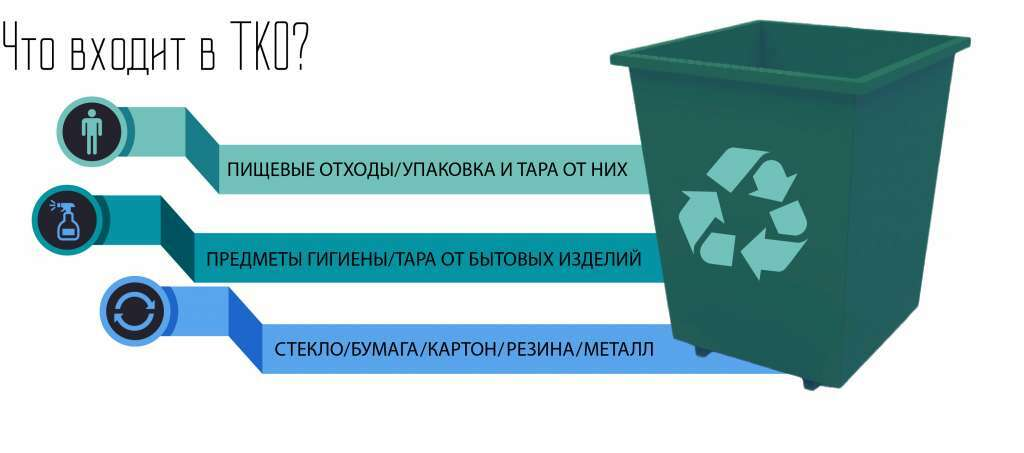 Что входит в ТКО?
ПИЩЕВЫЕ ОТХОДЫ/УПАКОВКА И ТАРА ОТ НИХ
ПРЕДМЕТЫ ГИГИЕНЫ/ТАРА ОТ БЫТОВЫХ ИЗДЕЛИЙ
СТЕКЛО/БУМАГА/КАРТОН/РЕЗИНА/МЕТАЛЛ